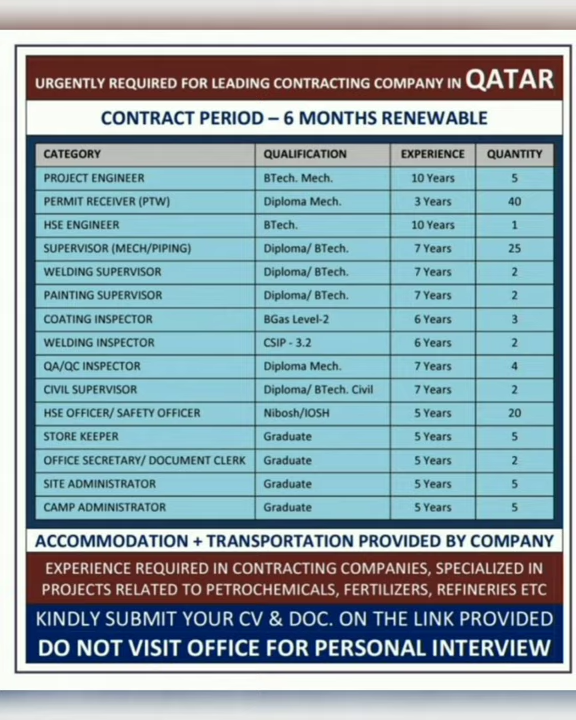 URGENTLY REQUIRED FOR LEADING CONTRACTING COMPANY IN QATAR
CONTRACT PERIOD – 6 MONTHS RENEWABLE
CATEGORY QUALIFICATION EXPERIENCE QUANTITY
PROJECT ENGINEER BTech. Mech. 10 Years 5
PERMIT RECEIVER (PTW) Diploma Mech. 3 Years 40
HSE ENGINEER BTech. 10 Years 1
SUPERVISOR (MECH/PIPING) Diploma/ BTech. 7 Years 25
WELDING SUPERVISOR Diploma/ BTech. 7 Years 2
PAINTING SUPERVISOR Diploma/ BTech. 7 Years 2
COATING INSPECTOR BGas Level-2 6 Years 3
WELDING INSPECTOR CSIP - 3.2 6 Years 2
QA/QC INSPECTOR Diploma Mech. 7 Years 4
CIVIL SUPERVISOR Diploma/ BTech. Civil 7 Years 2
HSE OFFICER/ SAFETY OFFICER Nibosh/IOSH 5 Years 20
STORE KEEPER Graduate 5 Years 5
OFFICE SECRETARY/ DOCUMENT CLERK Graduate 5 Years 2
SITE ADMINISTRATOR Graduate 5 Years 5
CAMP ADMINISTRATOR Graduate 5 Years 5
ACCOMMODATION + TRANSPORTATION PROVIDED BY COMPANY
EXPERIENCE REQUIRED IN CONTRACTING COMPANIES, SPECIALIZED IN
PROJECTS RELATED TO PETROCHEMICALS, FERTILIZERS, REFINERIES ETC
KINDLY SUBMIT YOUR CV & DOC. ON THE LINK PROVIDED
DO NOT VISIT OFFICE FOR PERSONAL INTERVIEW